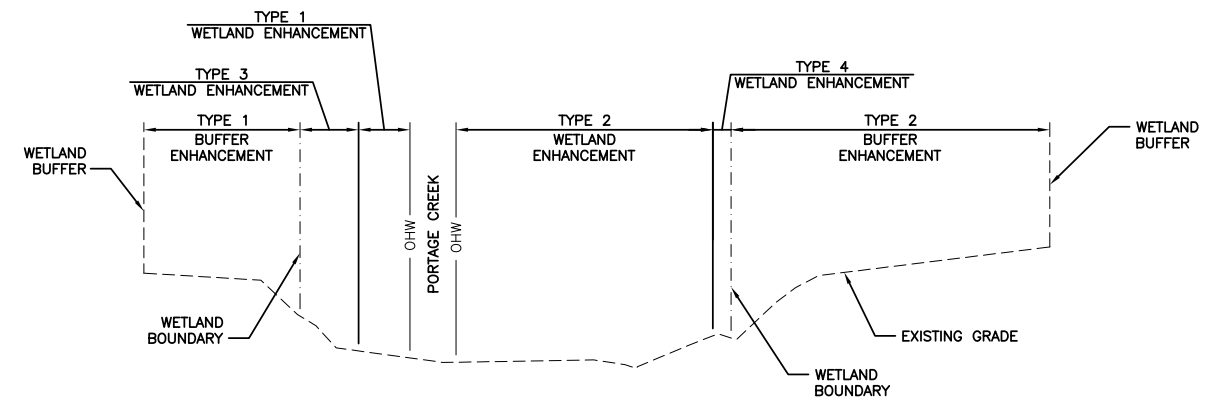 TYPE 1
WETLAND ENHANCEMENT
TYPE 3
WETLAND ENHANCEMENT
TYPE 4
WETLAND ENHANCEMENT
TYPE 1
BUFFER
ENHANCEMENT
TYPE 2
WETLAND
ENHANCEMENT
TYPE 2
BUFFER
ENHANCEMENT
WETLAND
BUFFER
WETLAND
BUFFER
OHW
PORTAGE CREEK
OHW
WETLAND
BOUNDARY
EXISTING GRADE
WETLAND
BOUNDARY